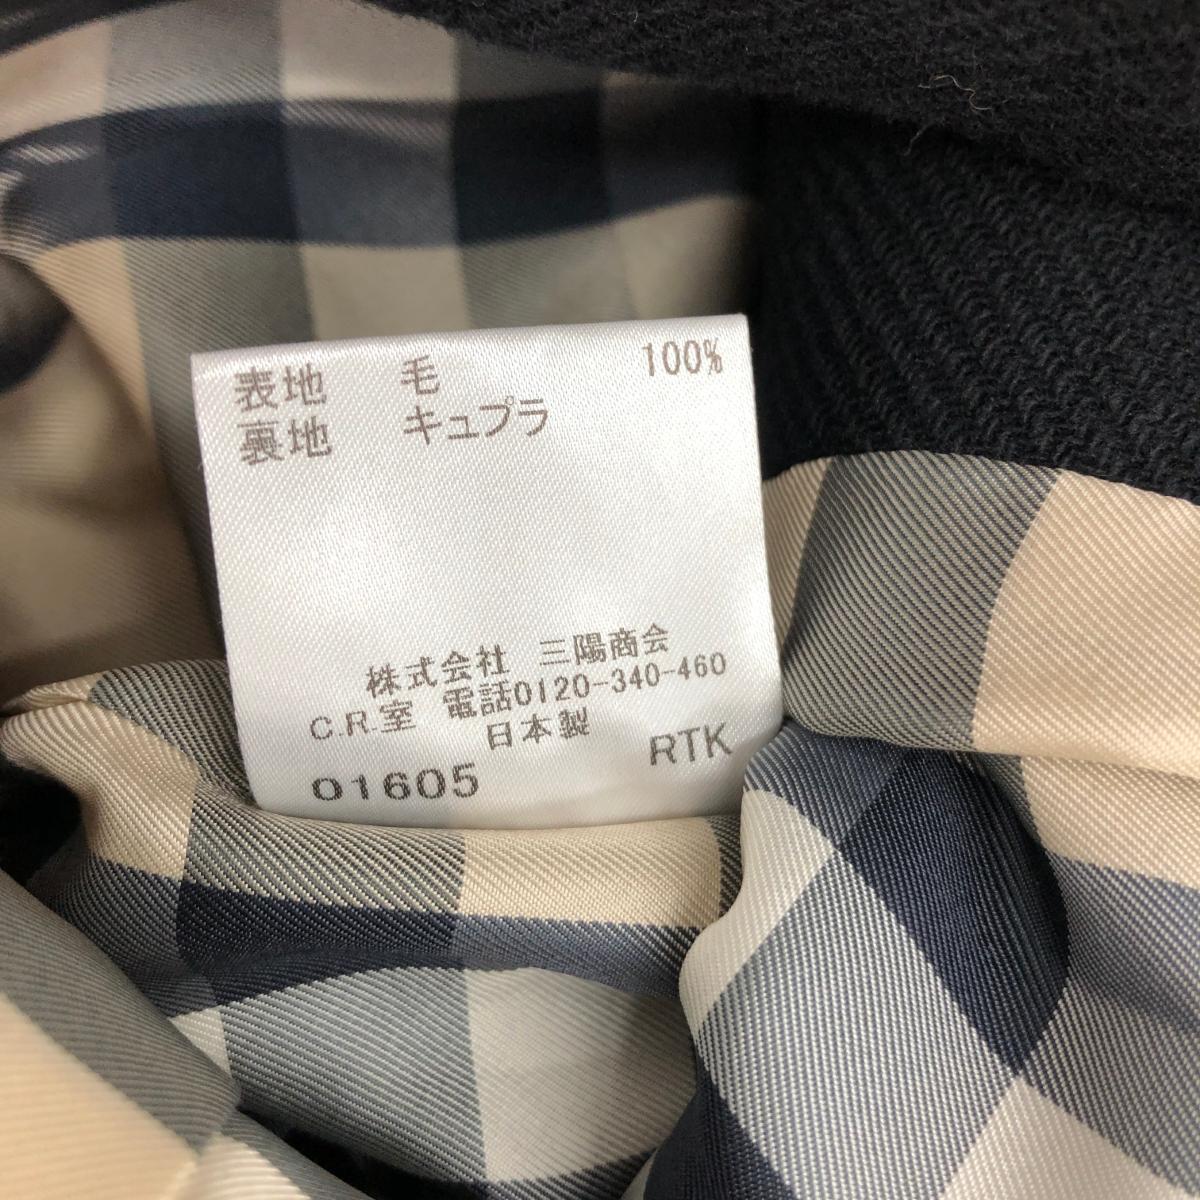 表地 毛 100%
裏地 キュプラ
株式会社 三陽商会
C.R.室 電話0120-340-460
日本製
01605 RTK